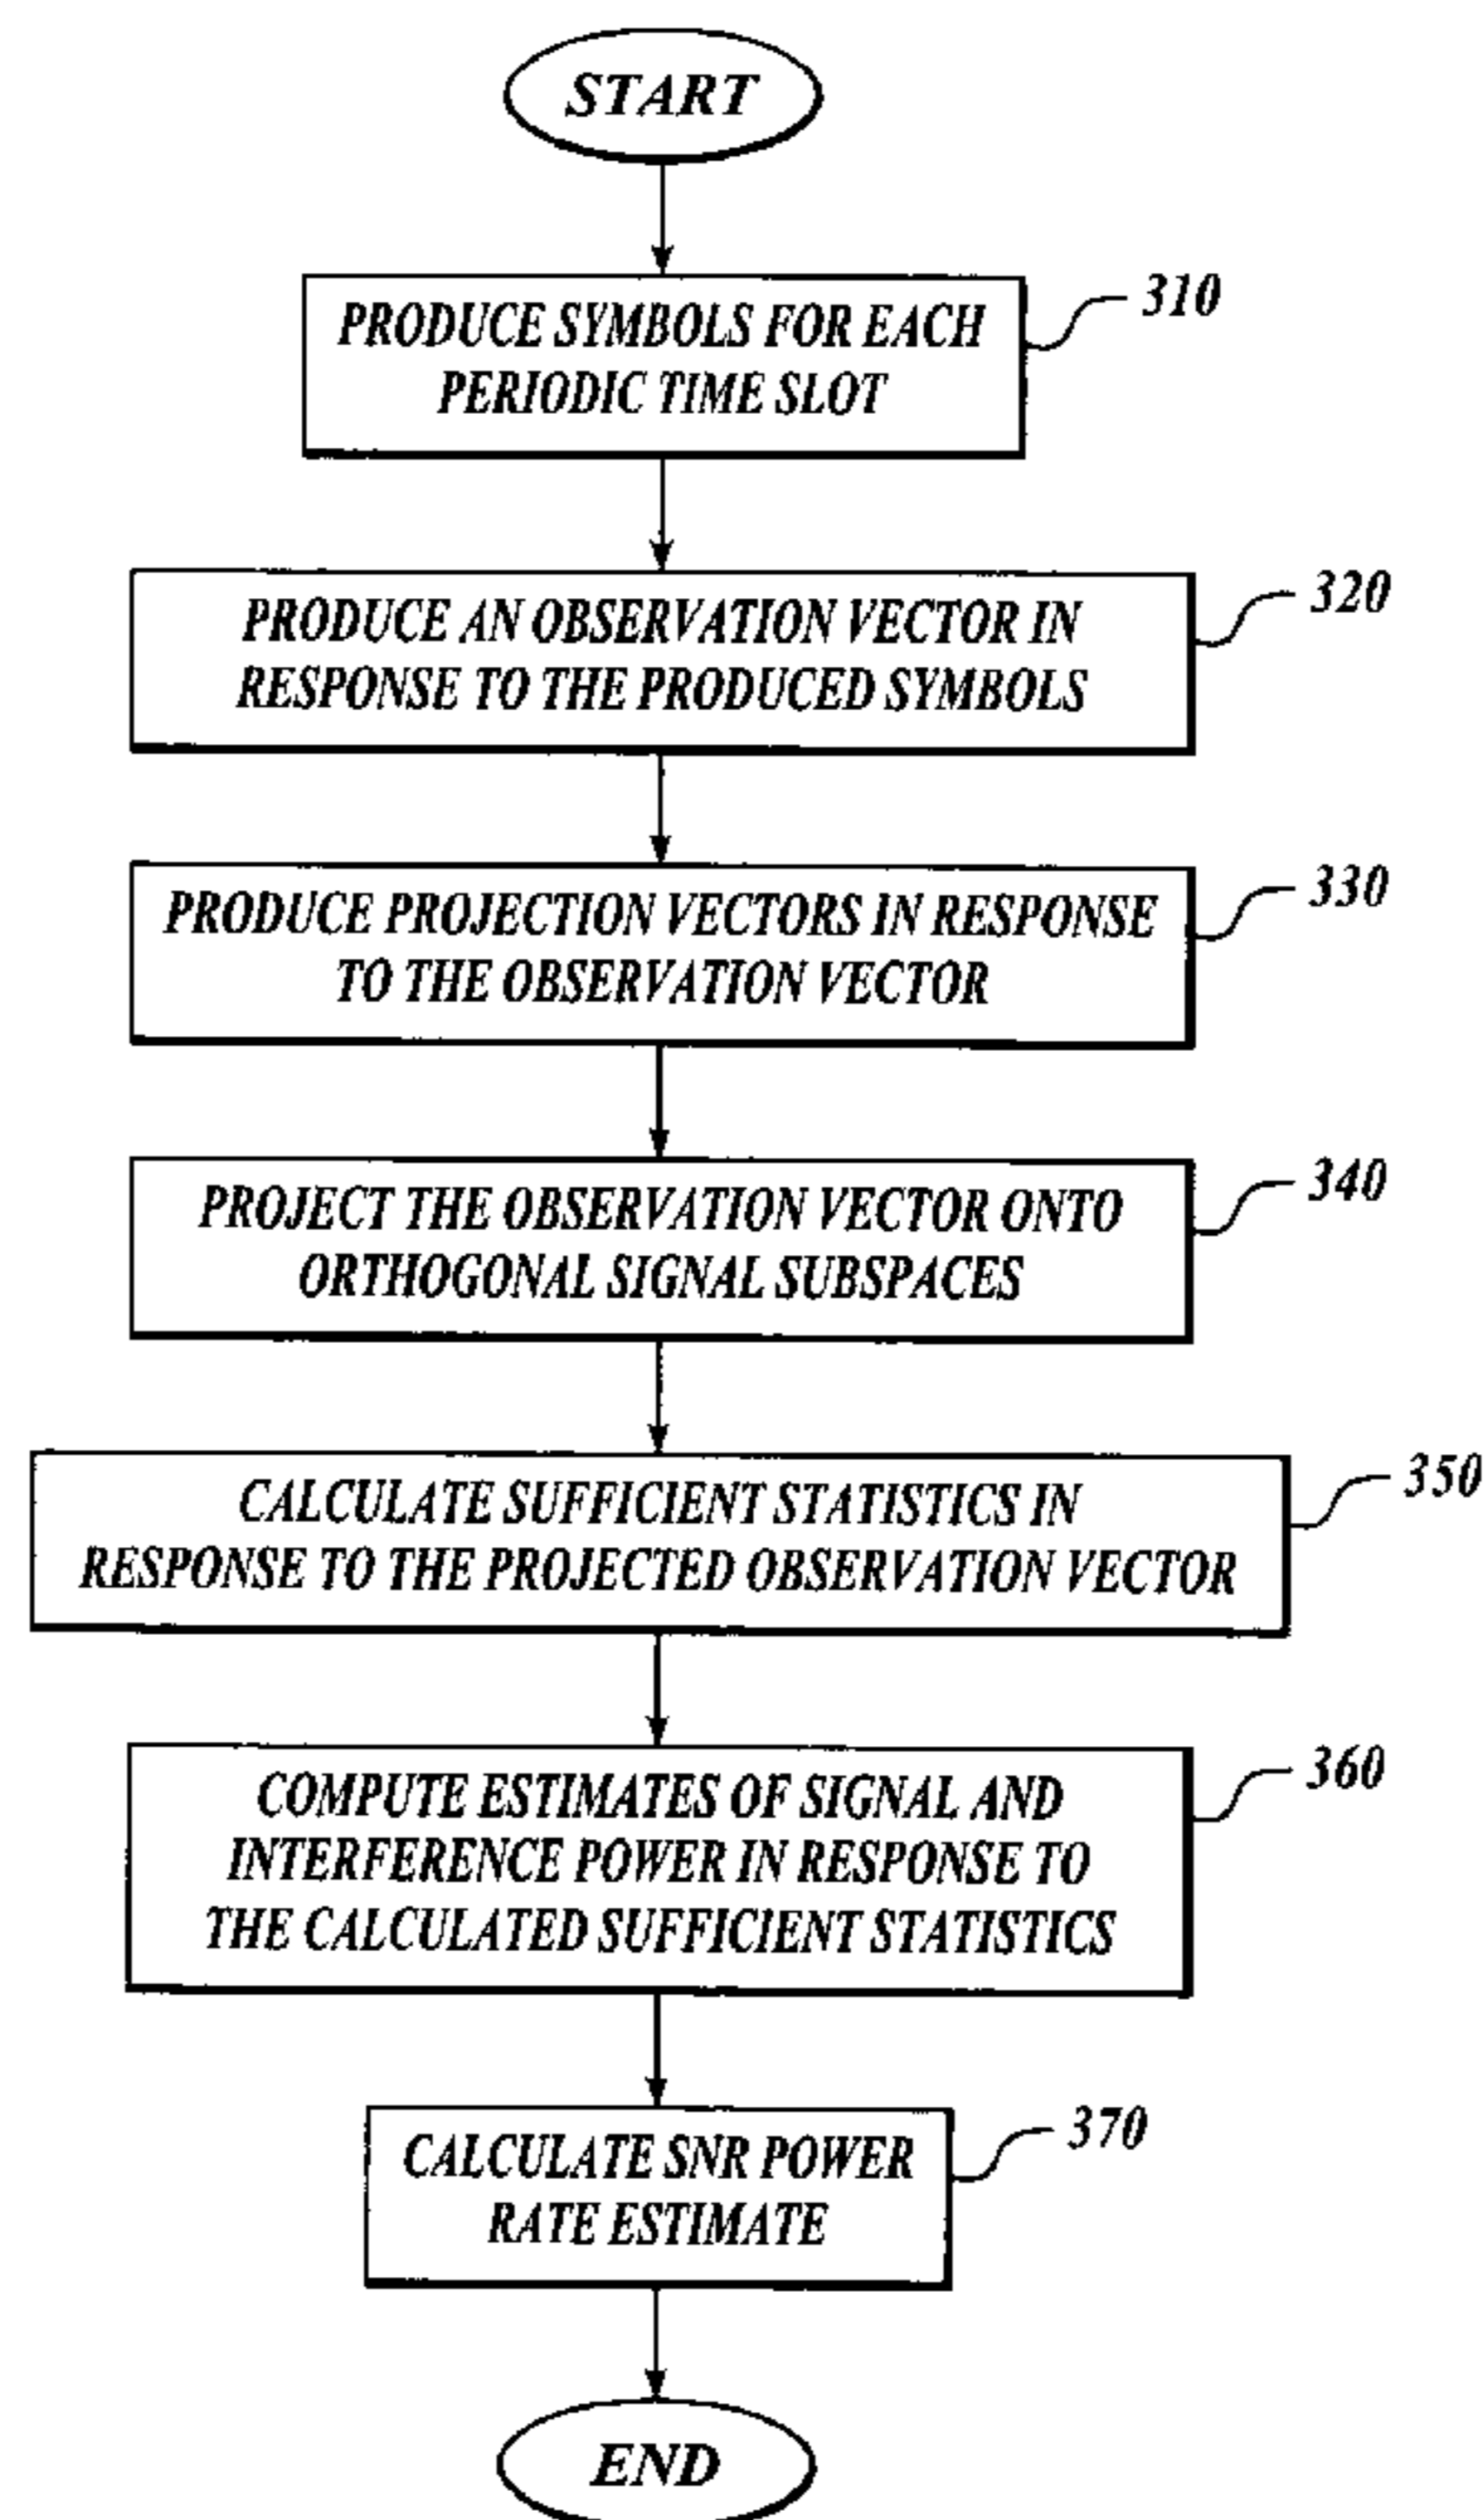 START
PRODUCE SYMBOLS FOR EACH
PERIODIC TIME SLOT
310
PRODUCE AN OBSERVATION VECTOR IN
RESPONSE TO THE PRODUCED SYMBOLS
320
PRODUCE PROJECTION VECTORS IN RESPONSE
TO THE OBSERVATION VECTOR
330
PROJECT THE OBSERVATION VECTOR ONTO
ORTHOGONAL SIGNAL SUBSPACES
340
CALCULATE SUFFICIENT STATISTICS IN
RESPONSE TO THE PROJECTED OBSERVATION VECTOR
350
COMPUTE ESTIMATES OF SIGNAL AND
INTERFERENCE POWER IN RESPONSE TO
THE CALCULATED SUFFICIENT STATISTICS
360
CALCULATE SNR POWER
RATE ESTIMATE
370
END